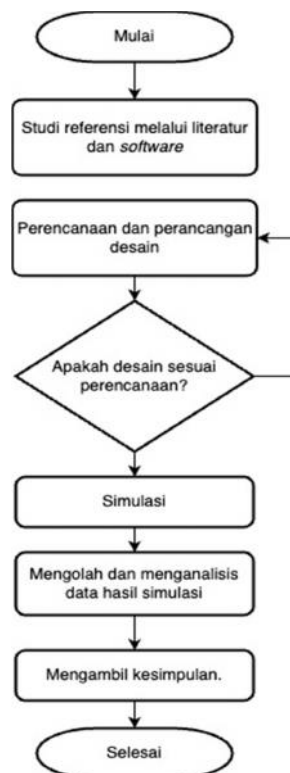 Mulai
Studi referensi melalui literatur
dan software
Perencanaan dan perancangan
desain
Apakah desain sesuai
perencanaan?
Simulasi
Mengolah dan menganalisis
data hasil simulasi
Mengambil kesimpulan.
Selesai